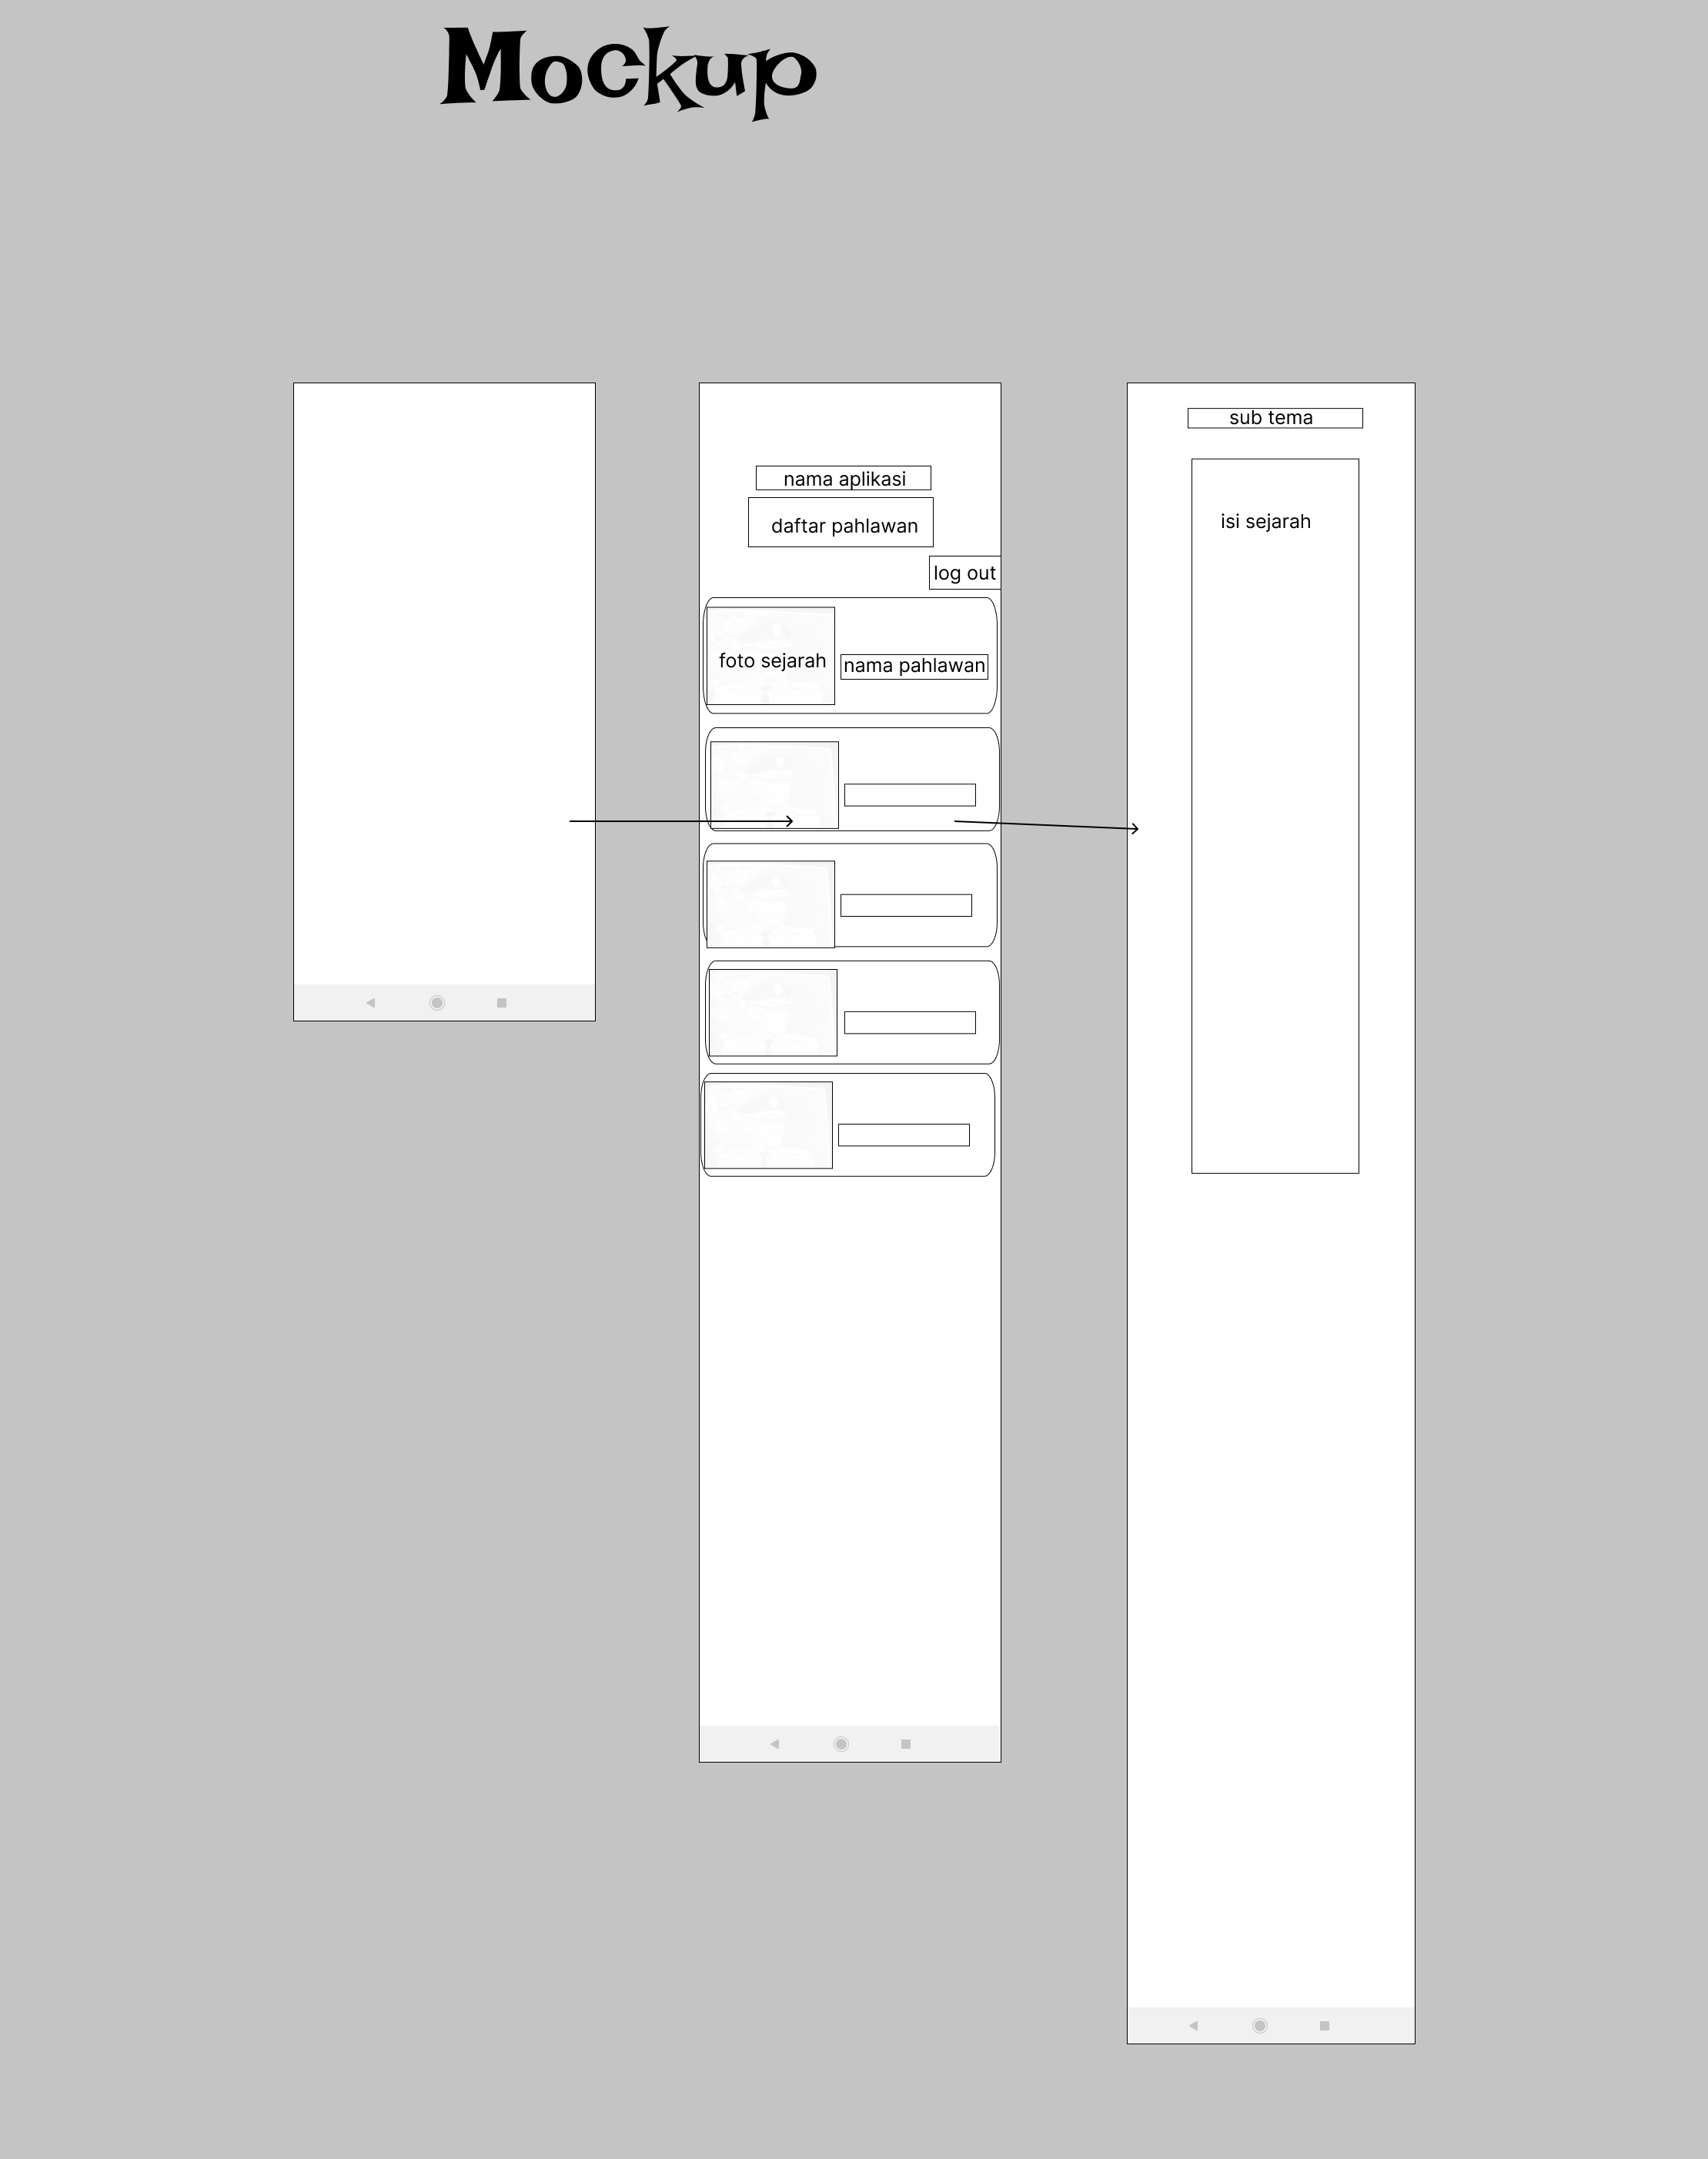 Mockup
nama aplikasi
daftar pahlawan
log out
foto sejarah
nama pahlawan
sub tema
isi sejarah